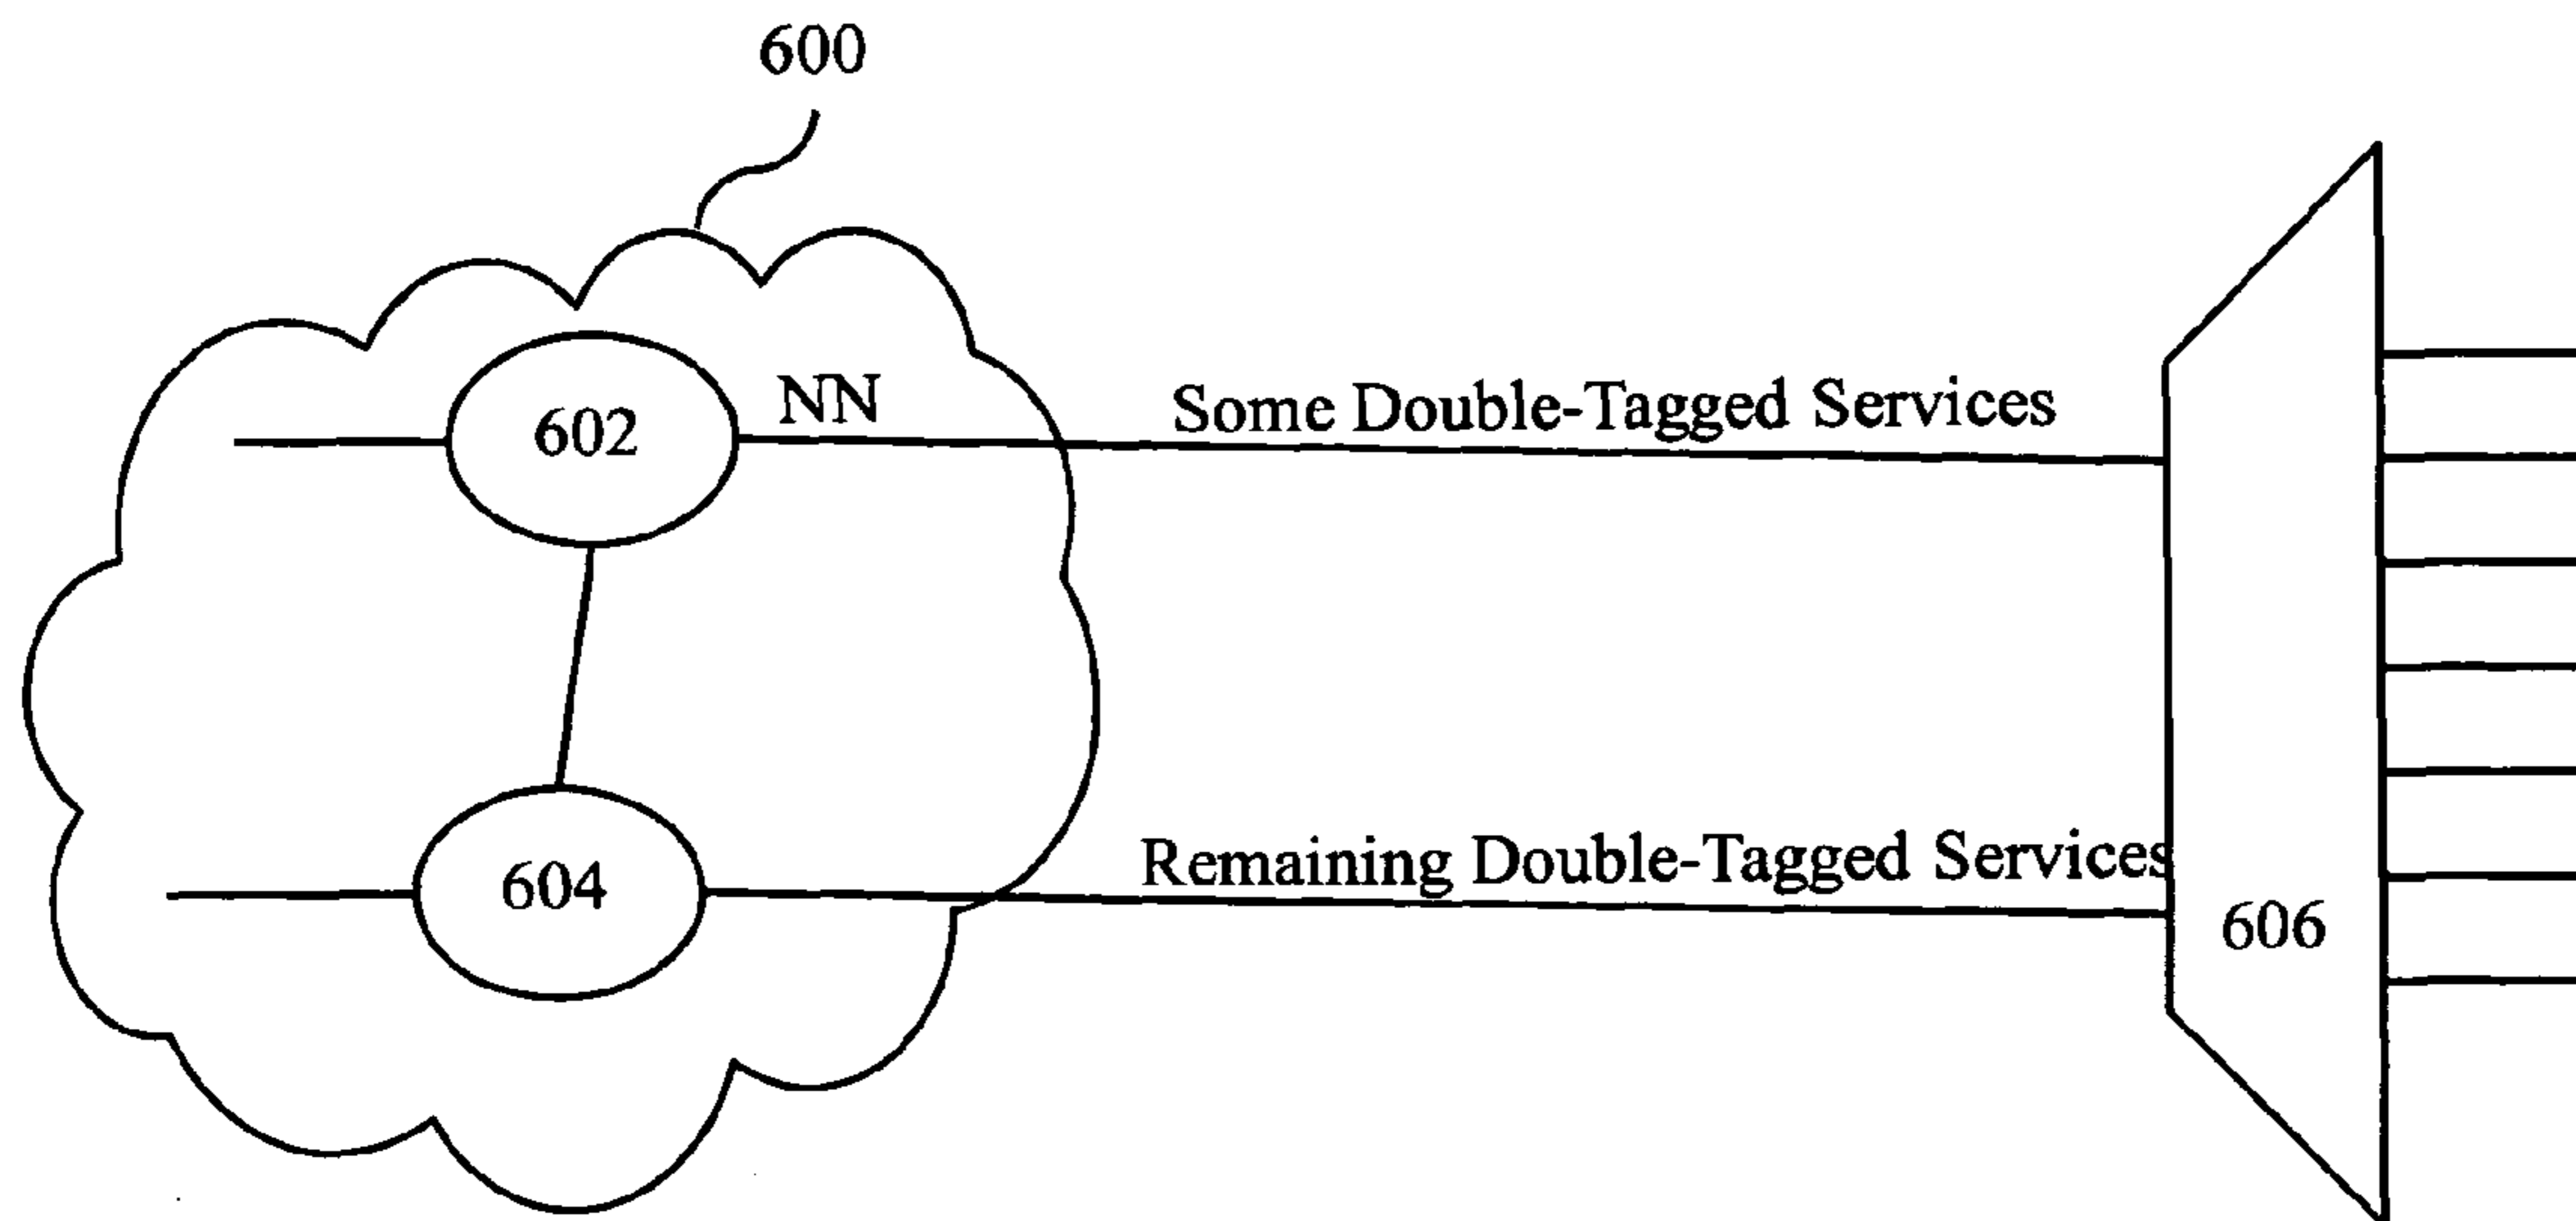 600
602
NN
Some Double-Tagged Services
604
Remaining Double-Tagged Services
606